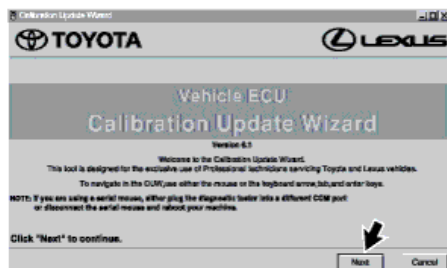 Calibration Update Wizard
TOYOTA
LEXUS
Vehicle ECU
Calibration Update Wizard
Version 6.1
Welcome to the Calibration Update Wizard.
This tool is designed for the exclusive use of Professional technicians servicing Toyota and Lexus vehicles.
To navigate in the CUW,use either the mouse or the keyboard arrow,tab,and enter keys.
NOTE: If you are using a serial mouse, either plug the diagnostic tester into a different COM port
or disconnect the serial mouse and reboot your machine.
Click "Next" to continue.
Next
Cancel